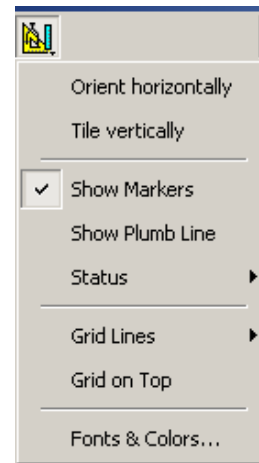 Orient horizontally
Tile vertically
Show Markers
Show Plumb Line
Status
Grid Lines
Grid on Top
Fonts & Colors...